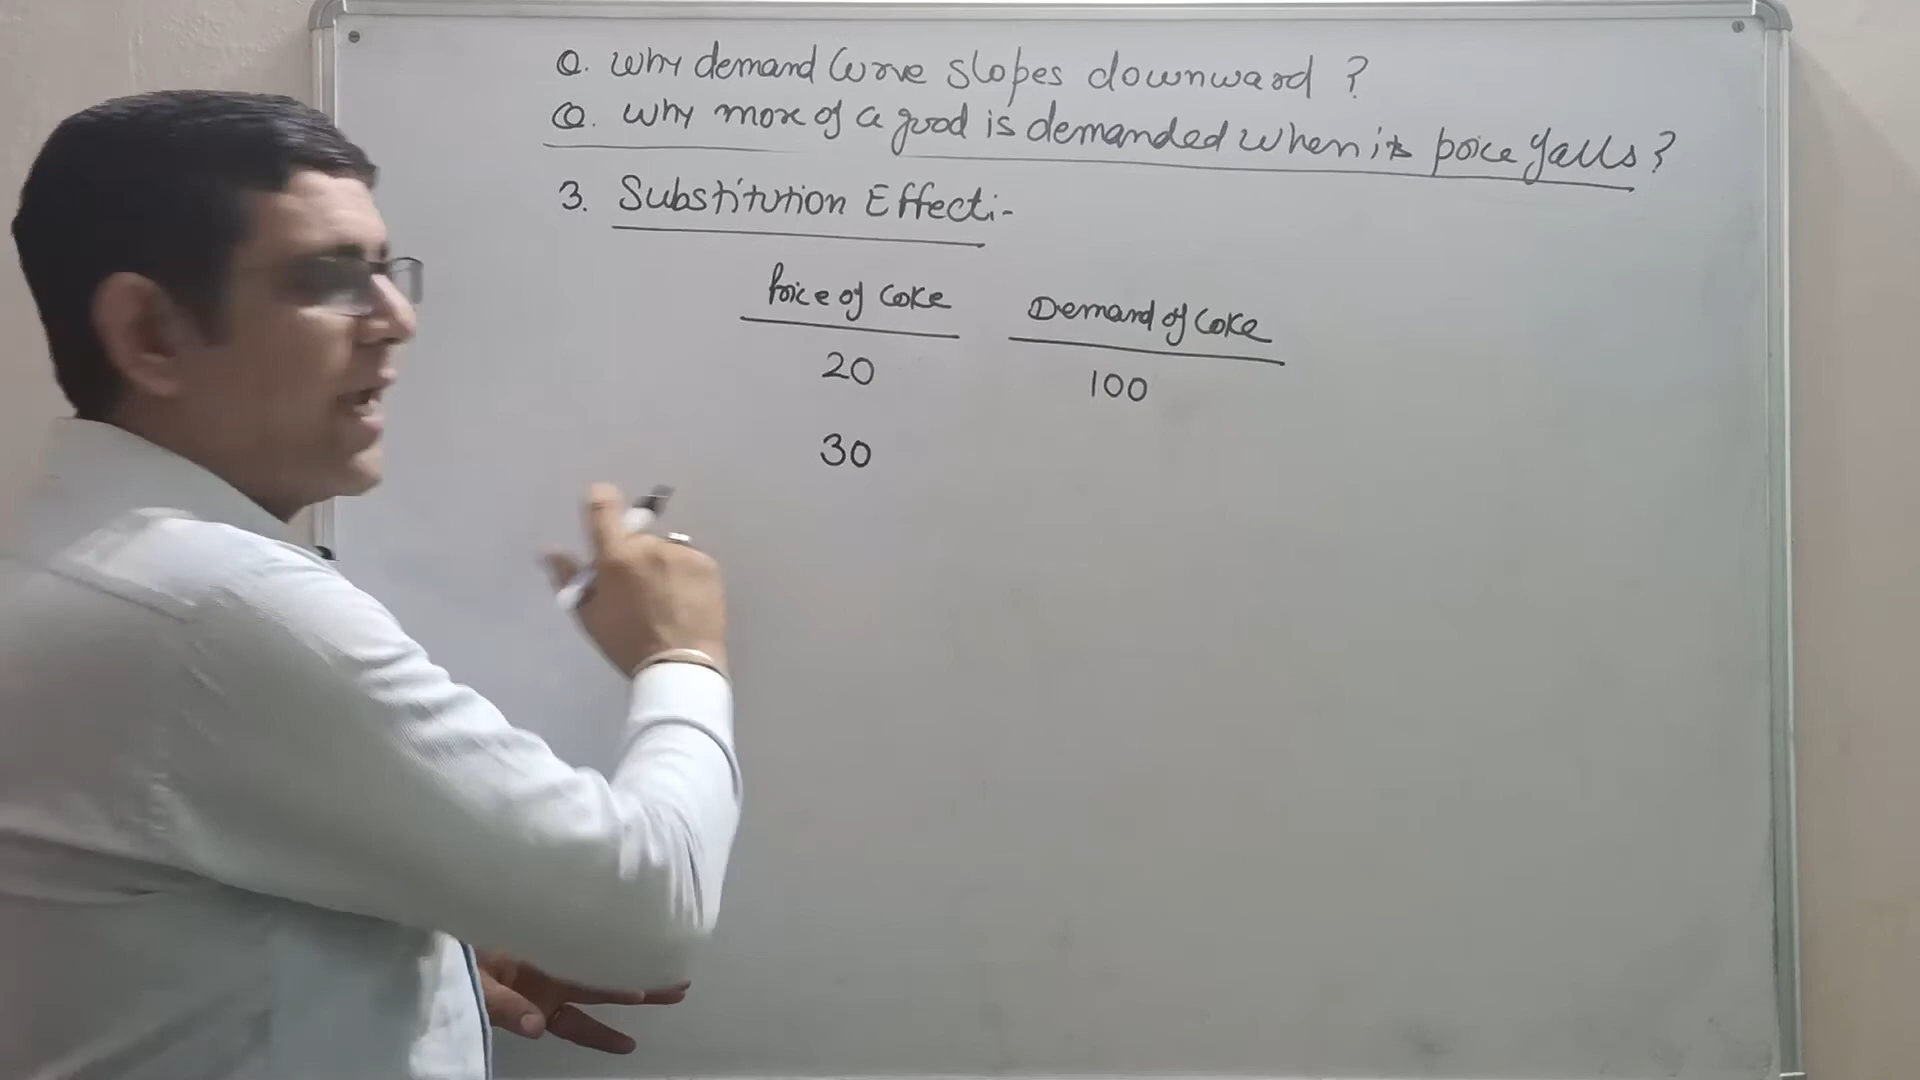 Q. Why demand Curve slopes downward ?
Q. Why more of a good is demanded when its price falls ?
3. Substitution Effect:-
Price of Coke Demand of Coke
20 100
30